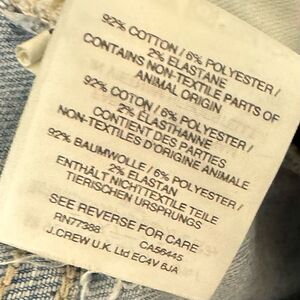 92% COTTON / 6% POLYESTER /
2% ELASTANE
CONTAINS NON-TEXTILE PARTS OF
ANIMAL ORIGIN
92% COTON / 6% POLYESTER /
2% ELASTHANNE
CONTIENT DES PARTIES
NON-TEXTILES D'ORIGINE ANIMALE
92% BAUMWOLLE / 6% POLYESTER /
2% ELASTAN
ENTHÄLT NICHTTEXTILE TEILE
TIERISCHEN URSPRUNGS
SEE REVERSE FOR CARE
RN77388 CA56445
J.CREW U.K. Ltd EC4V 6JA